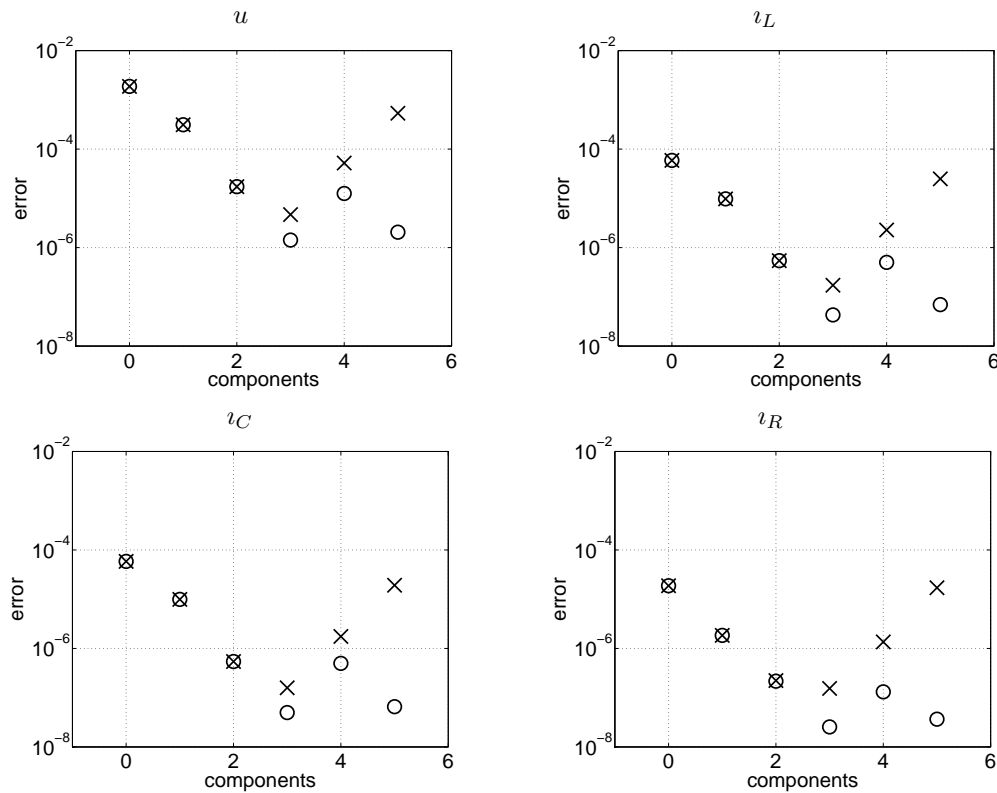 u
10⁻²
10⁻⁴
10⁻⁶
10⁻⁸
error
0 2 4 6
components
ı_L
10⁻²
10⁻⁴
10⁻⁶
10⁻⁸
error
0 2 4 6
components
ı_C
10⁻²
10⁻⁴
10⁻⁶
10⁻⁸
error
0 2 4 6
components
ı_R
10⁻²
10⁻⁴
10⁻⁶
10⁻⁸
error
0 2 4 6
components